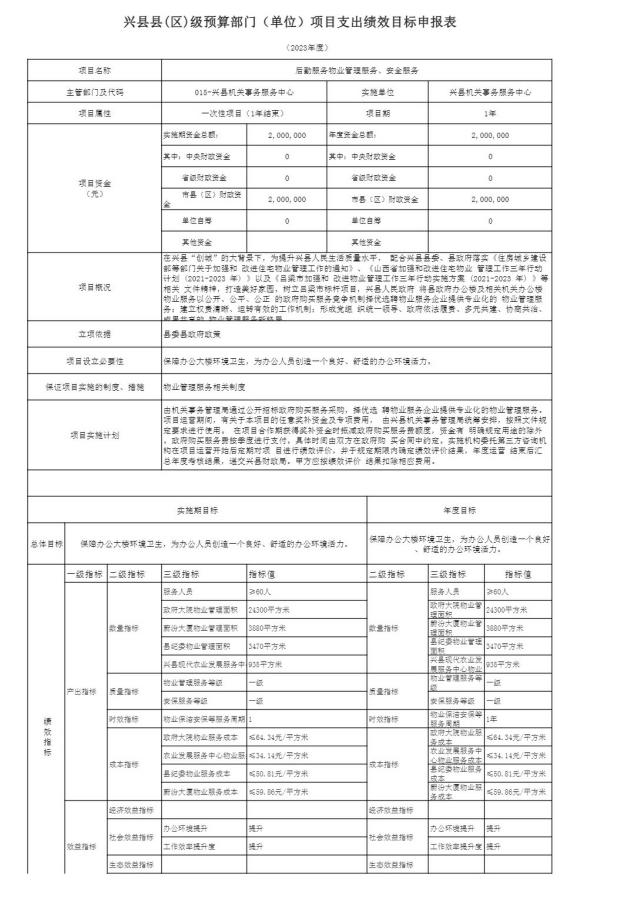 兴县县(区)级预算部门（单位）项目支出绩效目标申报表
（2023年度）
项目名称 后勤服务物业管理服务、安全服务
主管部门及代码 015-兴县机关事务服务中心 实施单位 兴县机关事务服务中心
项目属性 一次性项目（1年结束） 项目期 1年
项目资金（元） 实施期资金总额： 2,000,000 年度资金总额： 2,000,000
其中：中央财政资金 0 其中：中央财政资金 0
省级财政资金 0 省级财政资金 0
市县（区）财政资金 2,000,000 市县（区）财政资金 2,000,000
单位自筹 0 单位自筹 0
其他资金 其他资金
项目概况
在兴县“创城”的大背景下，为提升兴县人民生活质量水平， 配合兴县县委、县政府落实《住房城乡建设
部等部门关于加强和 改进住宅物业管理工作的通知》、《山西省加强和改进住宅物业 管理工作三年行动
计划（2021-2023 年）》以及《吕梁市加强和 改进物业管理工作三年行动实施方案（2021-2023 年）》等
相关 文件精神，打造美好家园，树立吕梁市标杆项目，兴县人民政府 将县政府办公楼及相关机关办公楼
物业服务以公开、公平、公正 的政府购买服务竞争机制择优选聘物业服务企业提供专业化的 物业管理服
务；建立权责清晰、运转有效的工作机制；形成党组 织统一领导、政府依法履责、多元共建、协商共治、
立项依据 县委县政府政策
项目设立必要性 保障办公大楼环境卫生，为办公人员创造一个良好、舒适的办公环境活力。
保证项目实施的制度、措施 物业管理服务相关制度
项目实施计划
由机关事务管理局通过公开招标政府购买服务采购，择优选 聘物业服务企业提供专业化的物业管理服务。
项目运营期间，有关于本项目的任意奖补资金及专项费用， 由兴县机关事务管理局统筹安排，按照文件规
定要求进行使用。 在项目合作期获得奖补资金时抵减政府购买服务费额度，资金有 明确规定用途的除外
。政府购买服务费按季度进行支付，具体时间由双方在政府购 买合同中约定。实施机构委托第三方咨询机
构在项目运营开始后定期对项 目进行绩效评价，并于规定期限内确定绩效评价结果，年度运营 结束后汇
总年度考核结果，递交兴县财政局。甲方应按绩效评价 结果扣除相应费用。
实施期目标 年度目标
总体目标 保障办公大楼环境卫生，为办公人员创造一个良好、舒适的办公环境活力。 保障办公大楼环境卫生，为办公人员创造一个良好、舒适的办公环境活力。
绩效指标
一级指标 二级指标 三级指标 指标值 二级指标 三级指标 指标值
产出指标 数量指标 服务人员 ≥60人 数量指标 服务人员 ≥60人
政府大院物业管理面积 24300平方米 政府大院物业管理面积 24300平方米
蔚汾大厦物业管理面积 3880平方米 蔚汾大厦物业管理面积 3880平方米
县纪委物业管理面积 3470平方米 县纪委物业管理面积 3470平方米
兴县现代农业发展服务中 935平方米 兴县现代农业发展服务中心物业 935平方米
质量指标 物业管理服务等级 一级 质量指标 物业管理服务等级 一级
安保服务等级 一级 安保服务等级 一级
时效指标 物业保洁安保等服务周期 1 时效指标 物业保洁安保等服务周期 1年
成本指标 政府大院物业服务成本 ≤64.34元/平方米 成本指标 政府大院物业服务成本 ≤64.34元/平方米
农业发展服务中心物业服 ≤34.14元/平方米 农业发展服务中心物业服务成本 ≤34.14元/平方米
县纪委物业服务成本 ≤50.81元/平方米 县纪委物业服务成本 ≤50.81元/平方米
蔚汾大厦物业服务成本 ≤59.86元/平方米 蔚汾大厦物业服务成本 ≤59.86元/平方米
效益指标 经济效益指标 经济效益指标
社会效益指标 办公环境提升 提升 社会效益指标 办公环境提升 提升
工作效率提升度 提升 工作效率提升度 提升
生态效益指标 生态效益指标